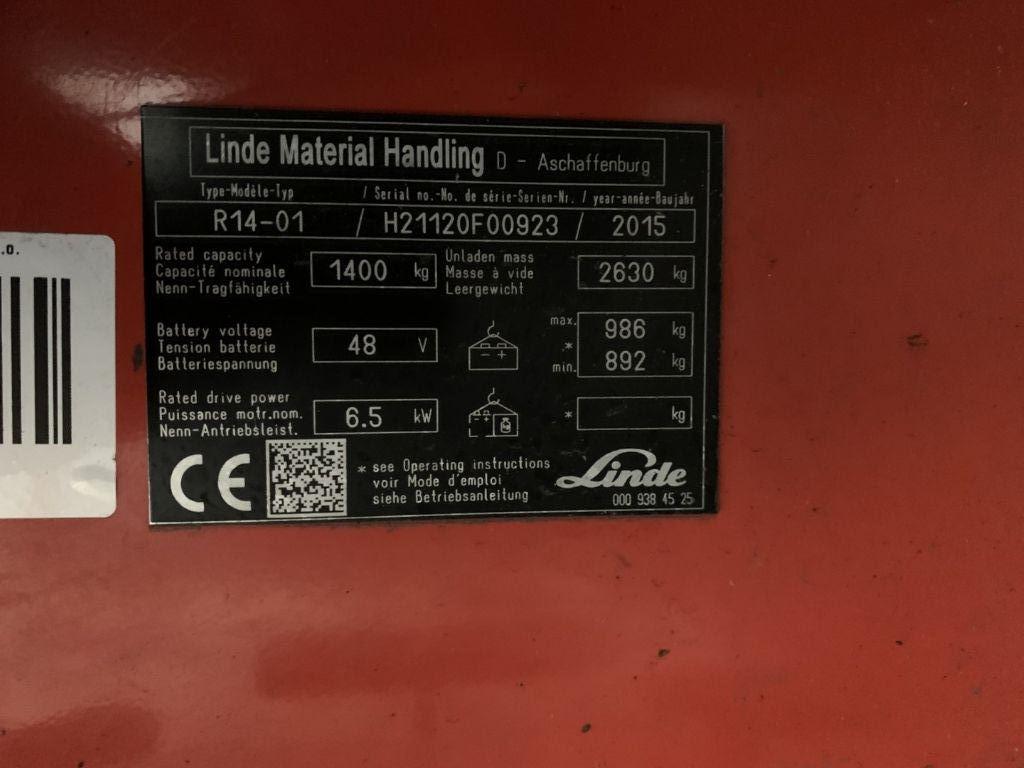 .o.
Linde Material Handling D - Aschaffenburg
Type-Modèle-Typ / Serial no.-No. de série-Serien-Nr. / year-année-Baujahr
R14-01 / H21120F00923 / 2015
Rated capacity
Capacité nominale
Nenn-Tragfähigkeit
1400 kg
Unladen mass
Masse à vide
Leergewicht
2630 kg
Battery voltage
Tension batterie
Batteriespannung
48 V
- +
max. 986 kg
*
min. 892 kg
Rated drive power
Puissance motr.nom.
Nenn-Antriebsleist.
6.5 kW
- +
* kg
CE
* see Operating instructions
voir Mode d'emploi
siehe Betriebsanleitung
Linde
000 938 45 25